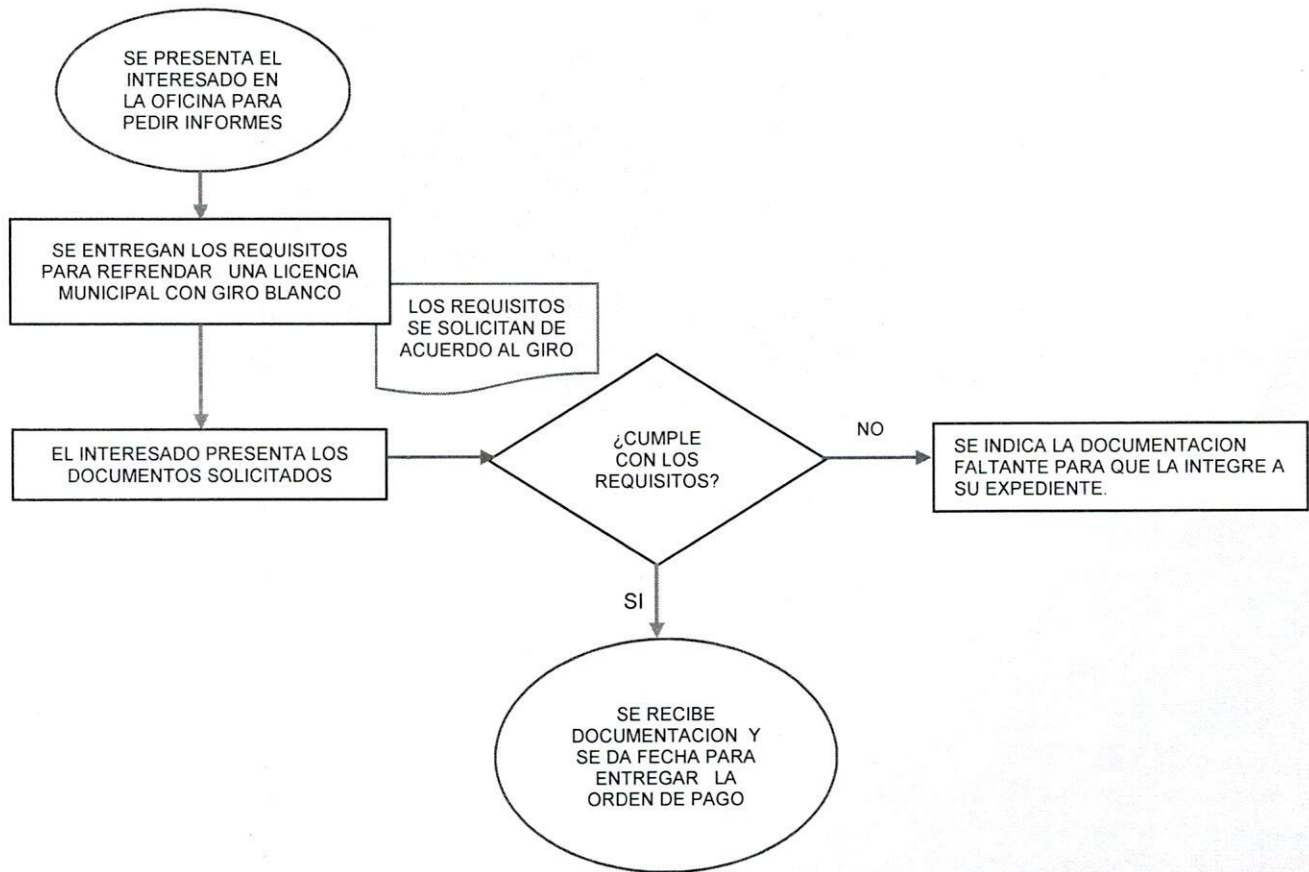 SE PRESENTA EL
INTERESADO EN
LA OFICINA PARA
PEDIR INFORMES
SE ENTREGAN LOS REQUISITOS
PARA REFRENDAR UNA LICENCIA
MUNICIPAL CON GIRO BLANCO
LOS REQUISITOS
SE SOLICITAN DE
ACUERDO AL GIRO
EL INTERESADO PRESENTA LOS
DOCUMENTOS SOLICITADOS
¿CUMPLE
CON LOS
REQUISITOS?
NO
SE INDICA LA DOCUMENTACION
FALTANTE PARA QUE LA INTEGRE A
SU EXPEDIENTE.
SI
SE RECIBE
DOCUMENTACION Y
SE DA FECHA PARA
ENTREGAR LA
ORDEN DE PAGO